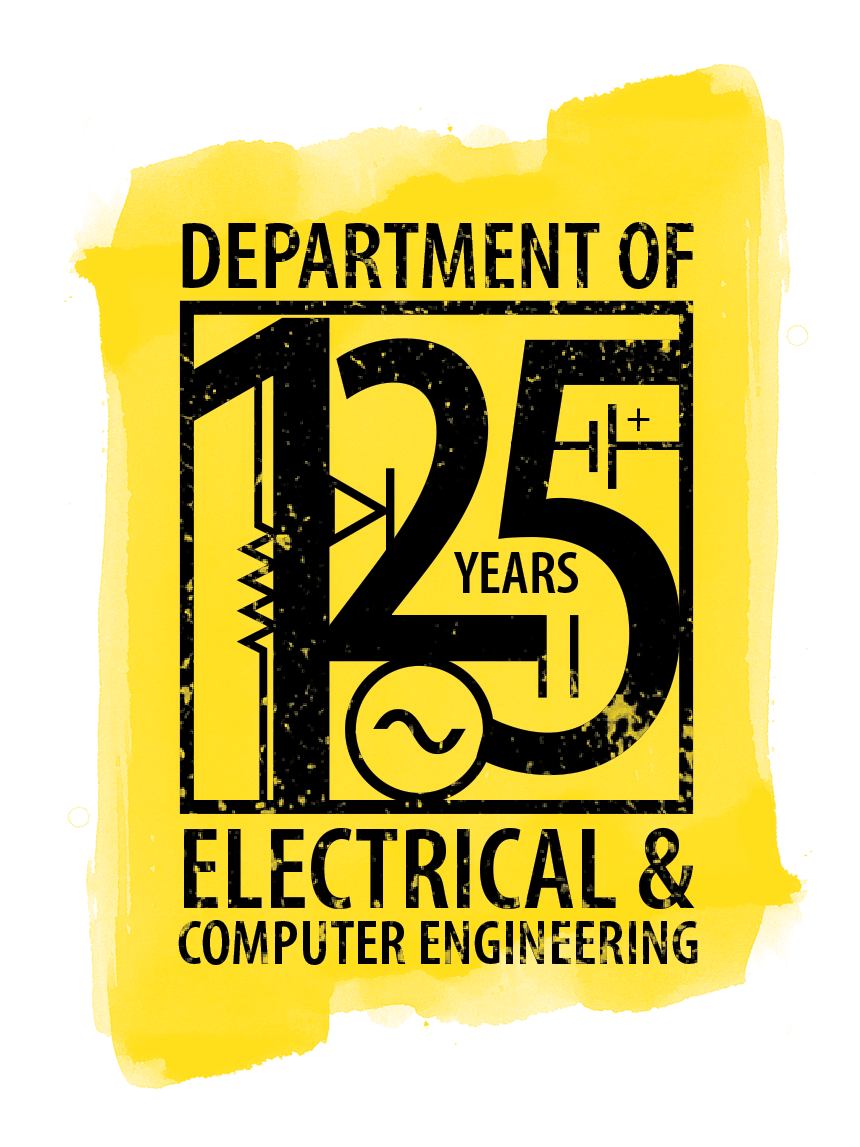 DEPARTMENT OF
125
+
YEARS
ELECTRICAL &
COMPUTER ENGINEERING